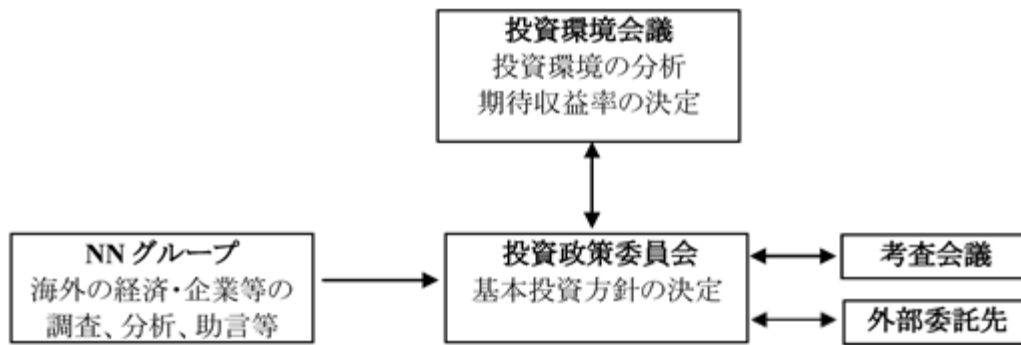 投資環境会議
投資環境の分析
期待収益率の決定
NN グループ
海外の経済・企業等の
調査、分析、助言等
投資政策委員会
基本投資方針の決定
考査会議
外部委託先